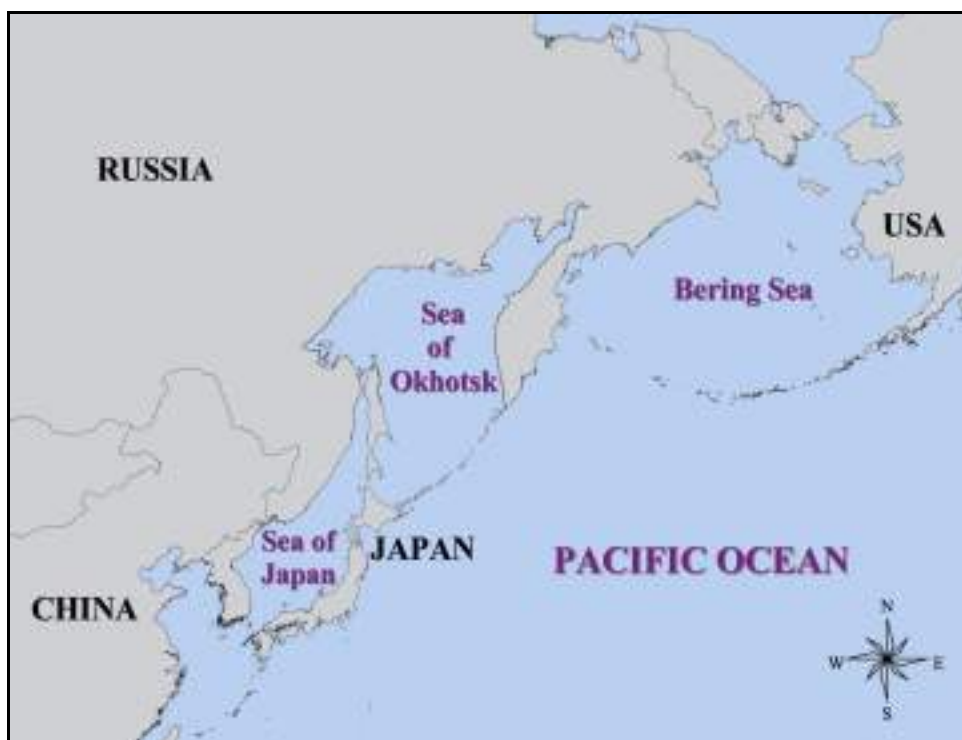 RUSSIA
USA
Bering Sea
Sea
of
Okhotsk
Sea of
Japan
JAPAN
PACIFIC OCEAN
CHINA
N
W
E
S